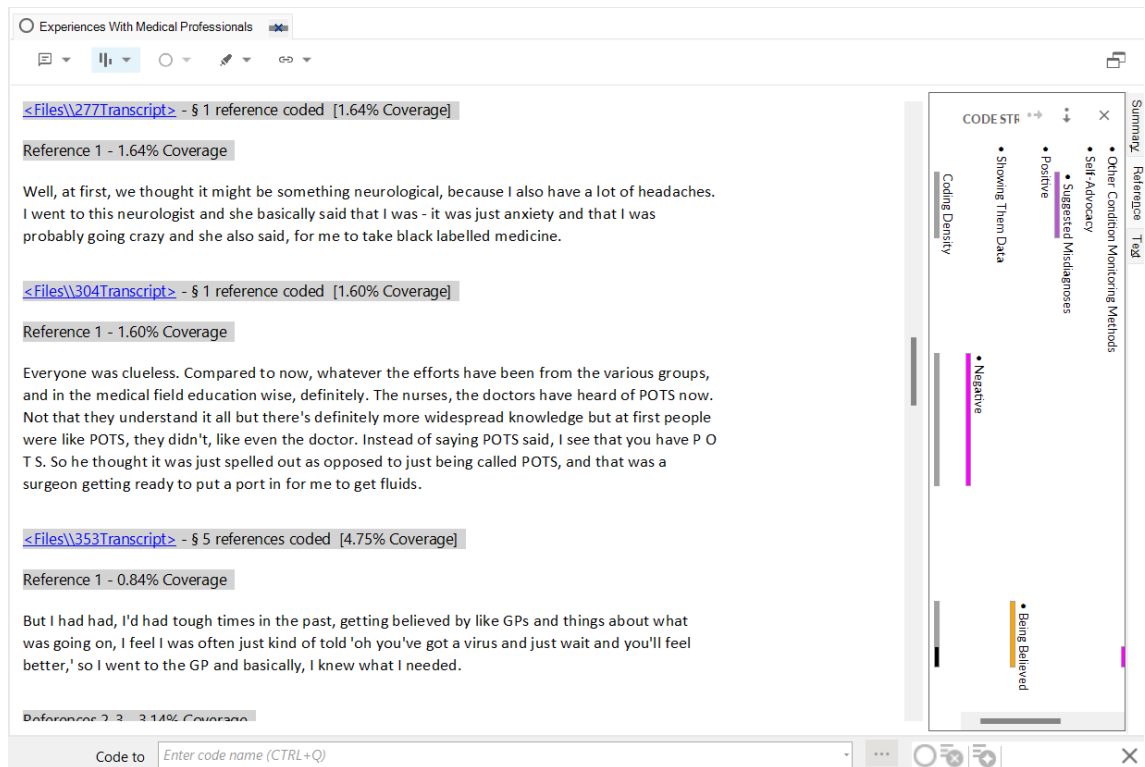 Experiences With Medical Professionals
<Files\\277Transcript> - § 1 reference coded [1.64% Coverage]
Reference 1 - 1.64% Coverage
Well, at first, we thought it might be something neurological, because I also have a lot of headaches.
I went to this neurologist and she basically said that I was - it was just anxiety and that I was
probably going crazy and she also said, for me to take black labelled medicine.
<Files\\304Transcript> - § 1 reference coded [1.60% Coverage]
Reference 1 - 1.60% Coverage
Everyone was clueless. Compared to now, whatever the efforts have been from the various groups,
and in the medical field education wise, definitely. The nurses, the doctors have heard of POTS now.
Not that they understand it all but there's definitely more widespread knowledge but at first people
were like POTS, they didn't, like even the doctor. Instead of saying POTS said, I see that you have P O
T S. So he thought it was just spelled out as opposed to just being called POTS, and that was a
surgeon getting ready to put a port in for me to get fluids.
<Files\\353Transcript> - § 5 references coded [4.75% Coverage]
Reference 1 - 0.84% Coverage
But I had had, I'd had tough times in the past, getting believed by like GPs and things about what
was going on, I feel I was often just kind of told 'oh you've got a virus and just wait and you'll feel
better,' so I went to the GP and basically, I knew what I needed.
References 2-3 - 3.14% Coverage
CODE STR
Coding Density
Negative
Showing Them Data
Being Believed
Positive
Suggested Misdiagnoses
Self-Advocacy
Other Condition Monitoring Methods
Summary
Reference
Text
Code to
Enter code name (CTRL+Q)